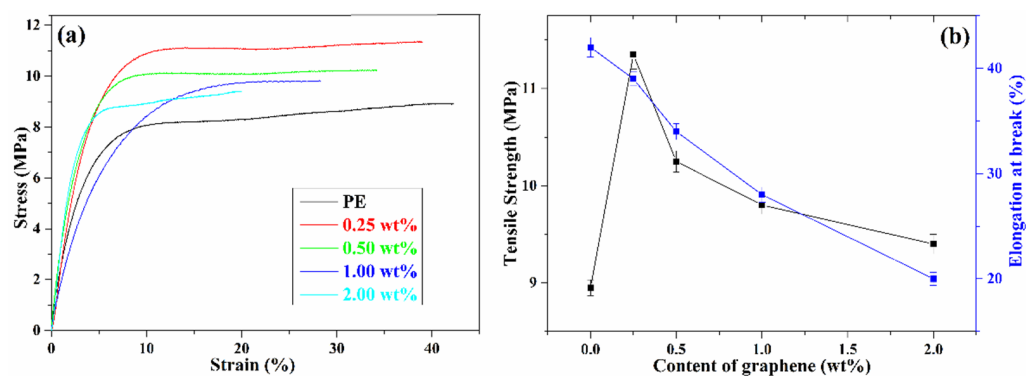 (a)
12
10
8
6
4
2
0
Stress (MPa)
PE
0.25 wt%
0.50 wt%
1.00 wt%
2.00 wt%
0 10 20 30 40
Strain (%)
(b)
11
10
9
Tensile Strength (MPa)
40
30
20
Elongation at break (%)
0.0 0.5 1.0 1.5 2.0
Content of graphene (wt%)